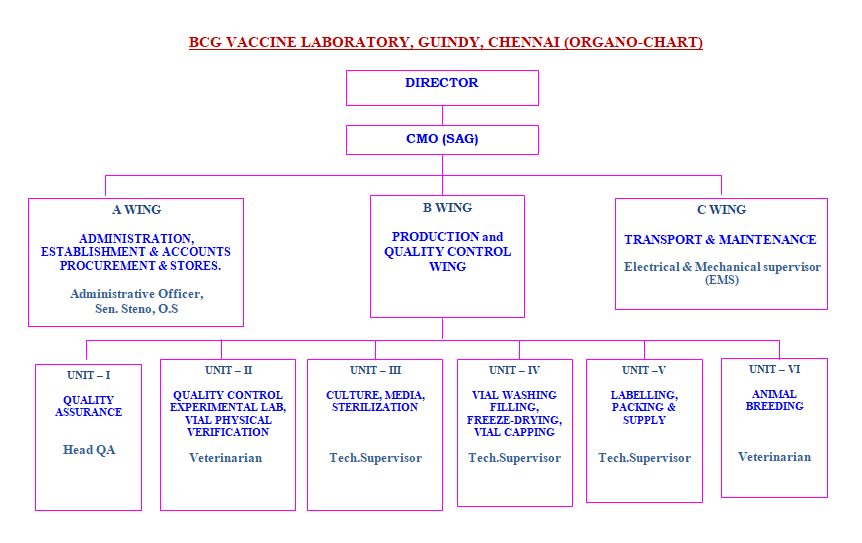 BCG VACCINE LABORATORY, GUINDY, CHENNAI (ORGANO-CHART)
DIRECTOR
CMO (SAG)
A WING
ADMINISTRATION,
ESTABLISHMENT & ACCOUNTS
PROCUREMENT & STORES.
Administrative Officer,
Sen. Steno, O.S
B WING
PRODUCTION and
QUALITY CONTROL
WING
C WING
TRANSPORT & MAINTENANCE
Electrical & Mechanical supervisor
(EMS)
UNIT – I
QUALITY
ASSURANCE
Head QA
UNIT – II
QUALITY CONTROL
EXPERIMENTAL LAB,
VIAL PHYSICAL
VERIFICATION
Veterinarian
UNIT – III
CULTURE, MEDIA,
STERILIZATION
Tech.Supervisor
UNIT – IV
VIAL WASHING
FILLING,
FREEZE-DRYING,
VIAL CAPPING
Tech.Supervisor
UNIT –V
LABELLING,
PACKING &
SUPPLY
Tech.Supervisor
UNIT – VI
ANIMAL
BREEDING
Veterinarian